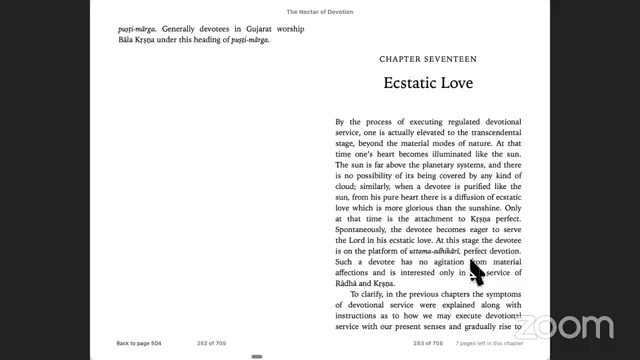 The Nectar of Devotion
puṣṭi-mārga. Generally devotees in Gujarat worship
Bāla Kṛṣṇa under this heading of puṣṭi-mārga.
CHAPTER SEVENTEEN
Ecstatic Love
By the process of executing regulated devotional
service, one is actually elevated to the transcendental
stage, beyond the material modes of nature. At that
time one's heart becomes illuminated like the sun.
The sun is far above the planetary systems, and there
is no possibility of its being covered by any kind of
cloud; similarly, when a devotee is purified like the
sun, from his pure heart there is a diffusion of ecstatic
love which is more glorious than the sunshine. Only
at that time is the attachment to Kṛṣṇa perfect.
Spontaneously, the devotee becomes eager to serve
the Lord in his ecstatic love. At this stage the devotee
is on the platform of uttama-adhikārī, perfect devotion.
Such a devotee has no agitation from material
affections and is interested only in service of
Rādhā and Kṛṣṇa.
To clarify, in the previous chapters the symptoms
of devotional service were explained along with
instructions as to how we may execute devotional
service with our present senses and gradually rise to
Back to page 504
252 of 705
253 of 705
7 pages left in this chapter
zoom